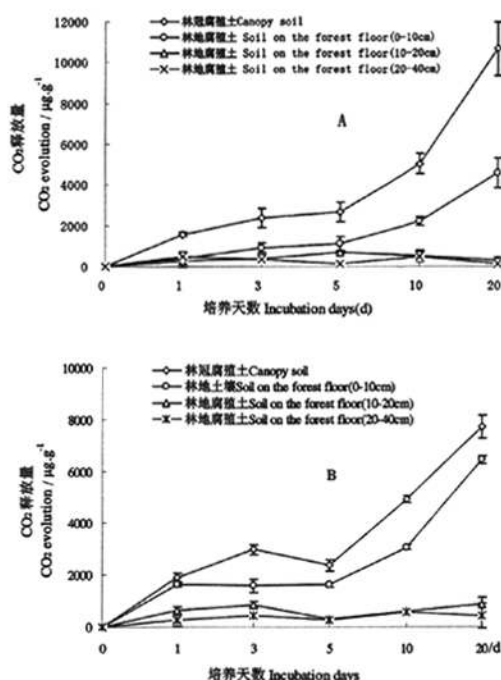 12000
10000
8000
6000
4000
2000
0
CO₂释放量
CO₂ evolution / μg.g⁻¹
林冠腐殖土Canopy soil
林地腐殖土 Soil on the forest floor(0-10cm)
林地腐殖土 Soil on the forest floor(10-20cm)
林地腐殖土 Soil on the forest floor(20-40cm)
A
0 1 3 5 10 20
培养天数 Incubation days(d)
10000
8000
6000
4000
2000
0
CO₂释放量
CO₂ evolution / μg.g⁻¹
林冠腐殖土Canopy soil
林地土壤Soil on the forest floor(0-10cm)
林地腐殖土Soil on the forest floor(10-20cm)
林地腐殖土Soil on the forest floor(20-40cm)
B
0 1 3 5 10 20/d
培养天数 Incubation days